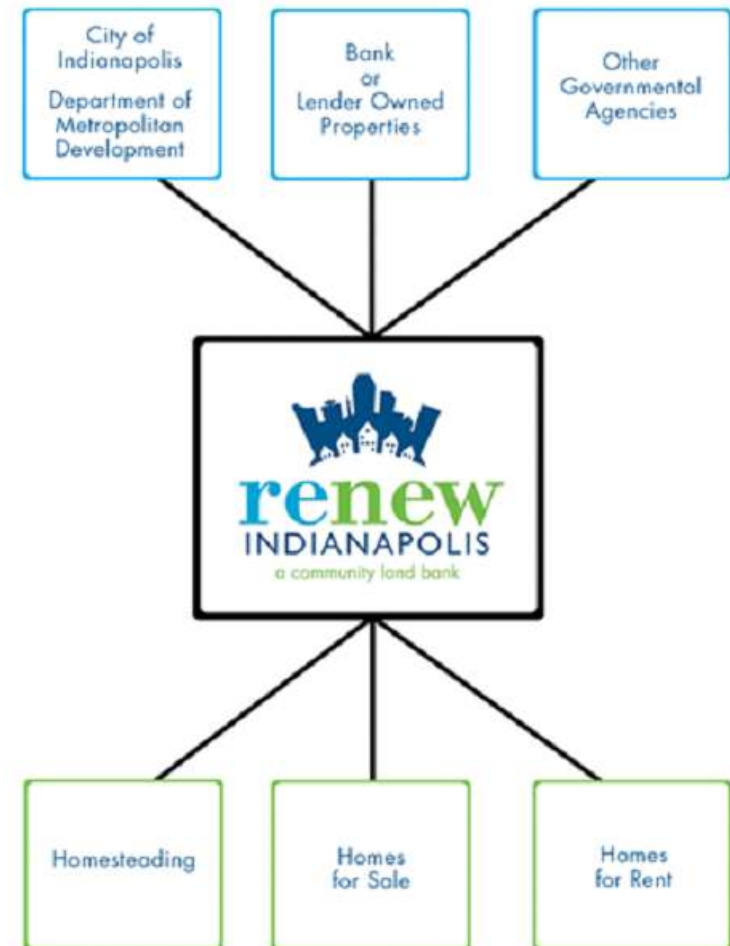 City of
Indianapolis
Department of
Metropolitan
Development
Bank
or
Lender Owned
Properties
Other
Governmental
Agencies
renew
INDIANAPOLIS
a community land bank
Homesteading
Homes
for Sale
Homes
for Rent